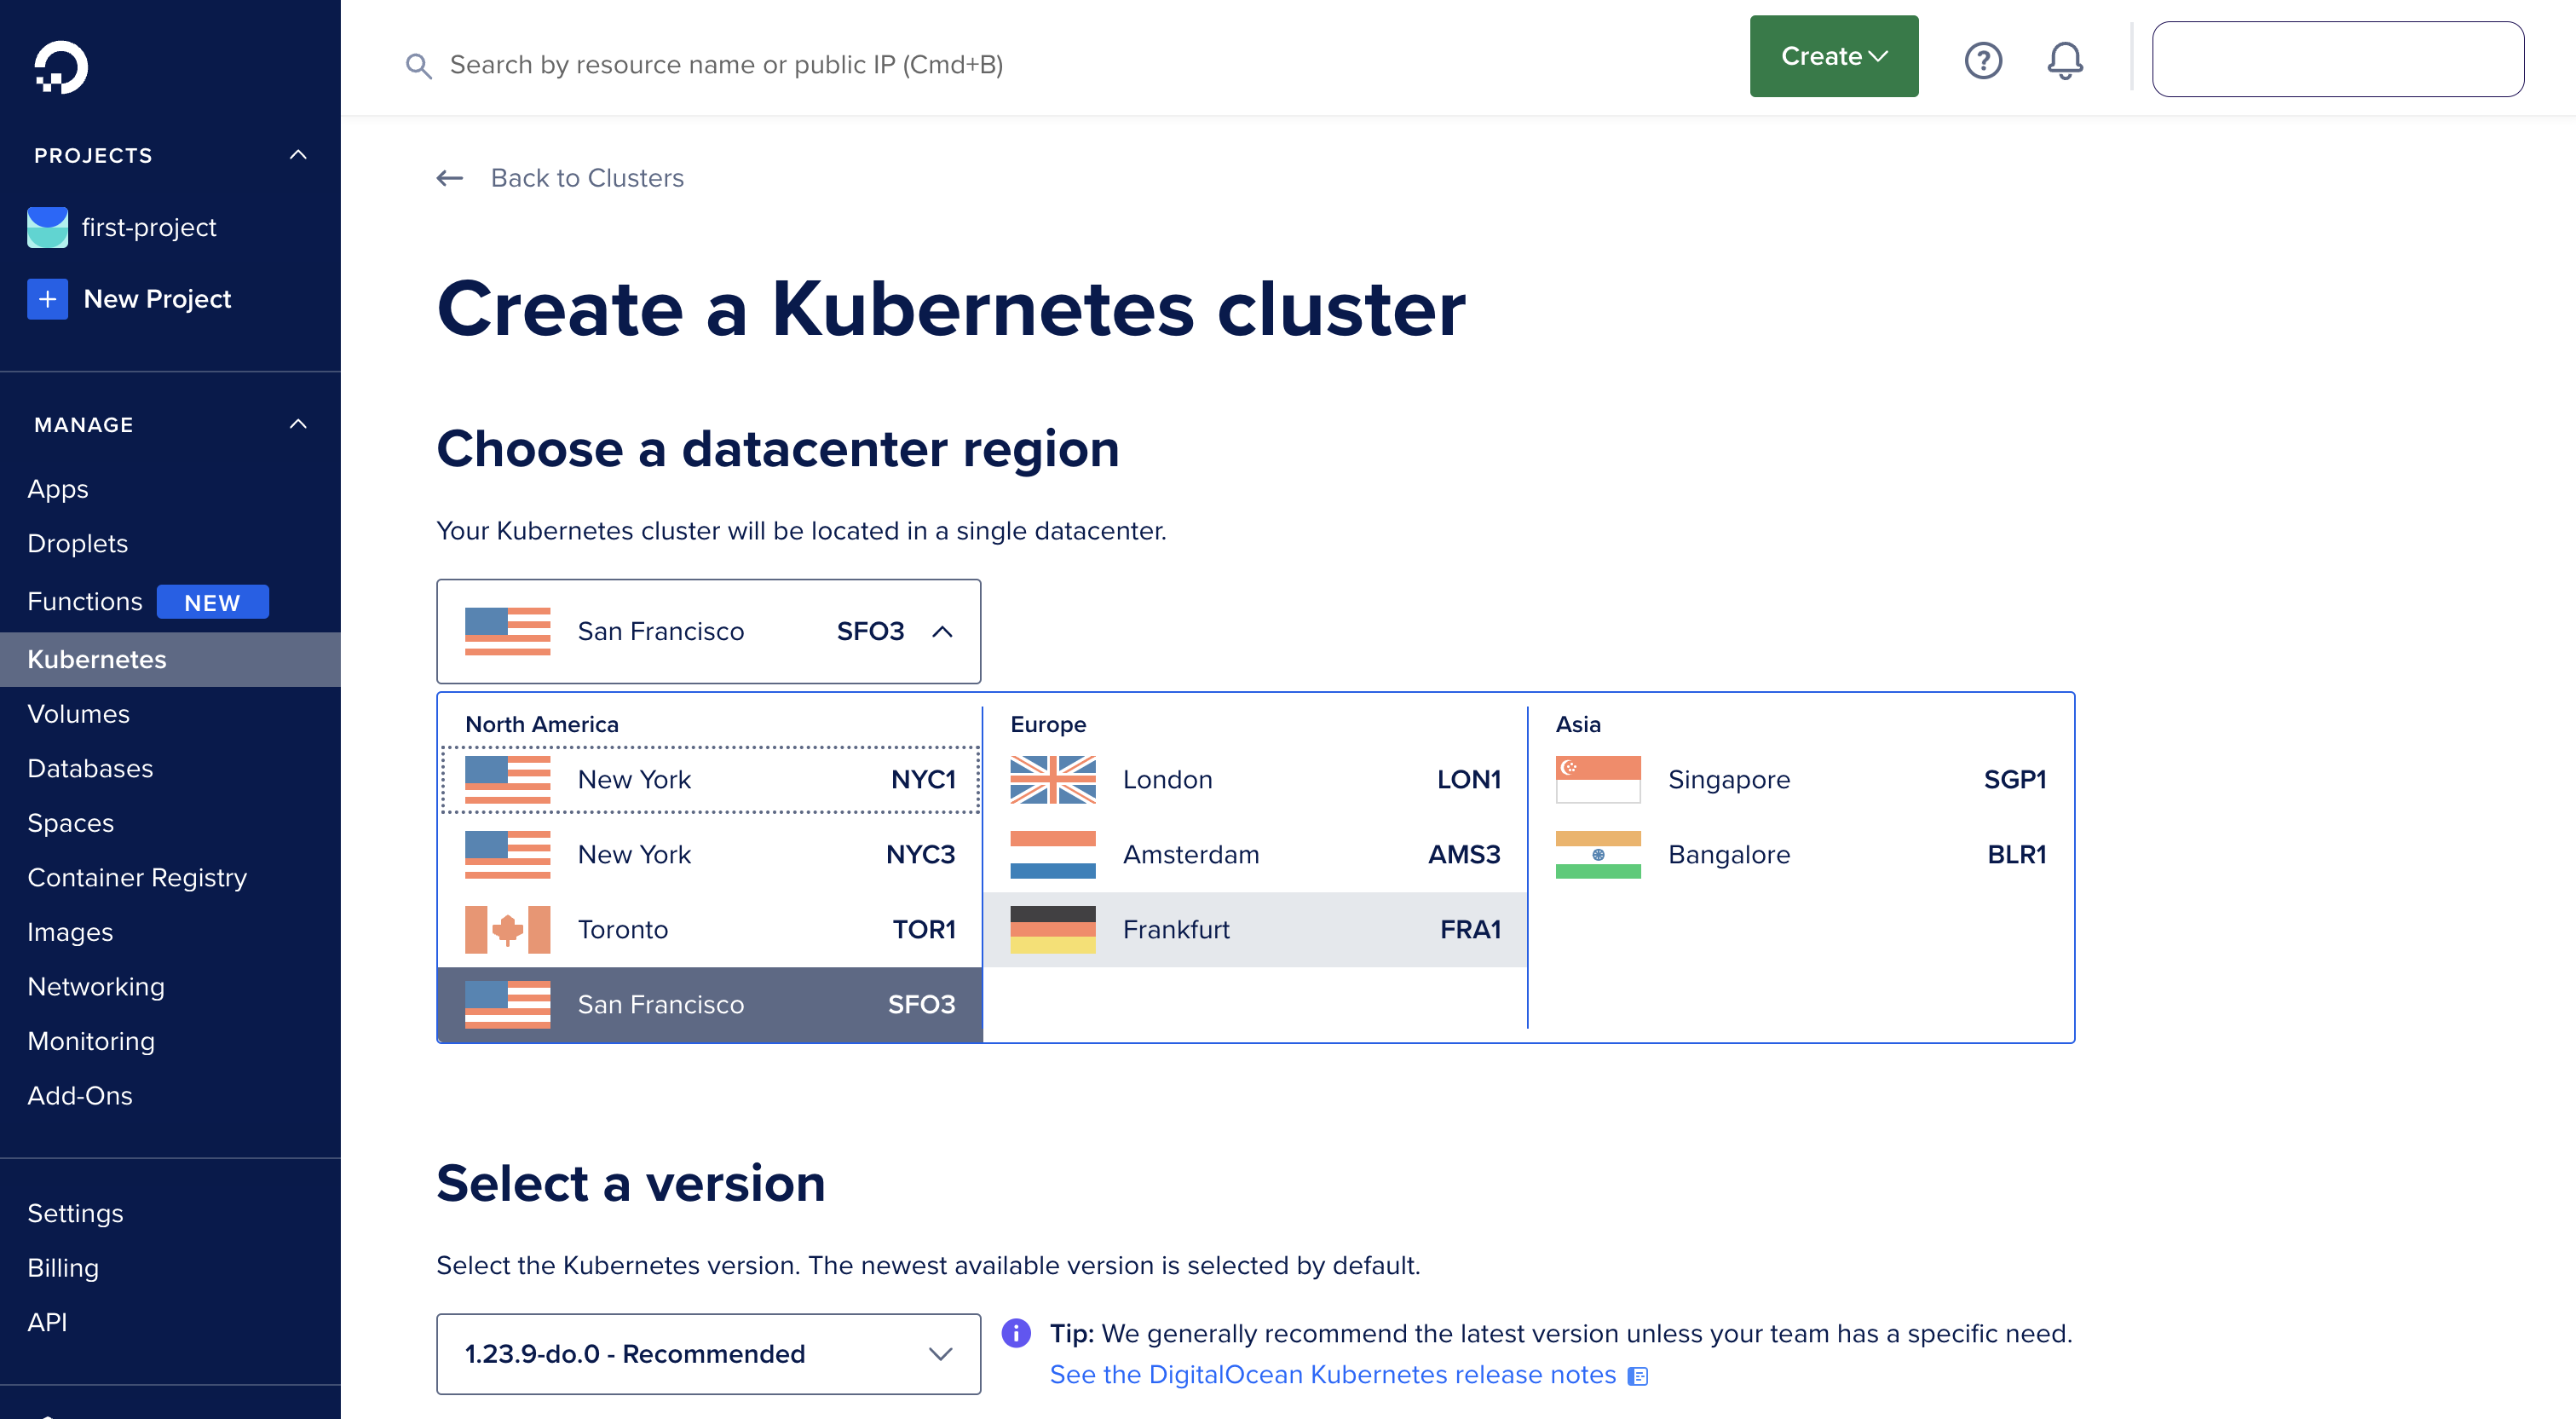 Search by resource name or public IP (Cmd+B)
Create
?
PROJECTS
first-project
+ New Project
MANAGE
Apps
Droplets
Functions NEW
Kubernetes
Volumes
Databases
Spaces
Container Registry
Images
Networking
Monitoring
Add-Ons
Settings
Billing
API
← Back to Clusters
Create a Kubernetes cluster
Choose a datacenter region
Your Kubernetes cluster will be located in a single datacenter.
San Francisco SFO3
North America
New York NYC1
New York NYC3
Toronto TOR1
San Francisco SFO3
Europe
London LON1
Amsterdam AMS3
Frankfurt FRA1
Asia
Singapore SGP1
Bangalore BLR1
Select a version
Select the Kubernetes version. The newest available version is selected by default.
1.23.9-do.0 - Recommended
Tip: We generally recommend the latest version unless your team has a specific need.
See the DigitalOcean Kubernetes release notes